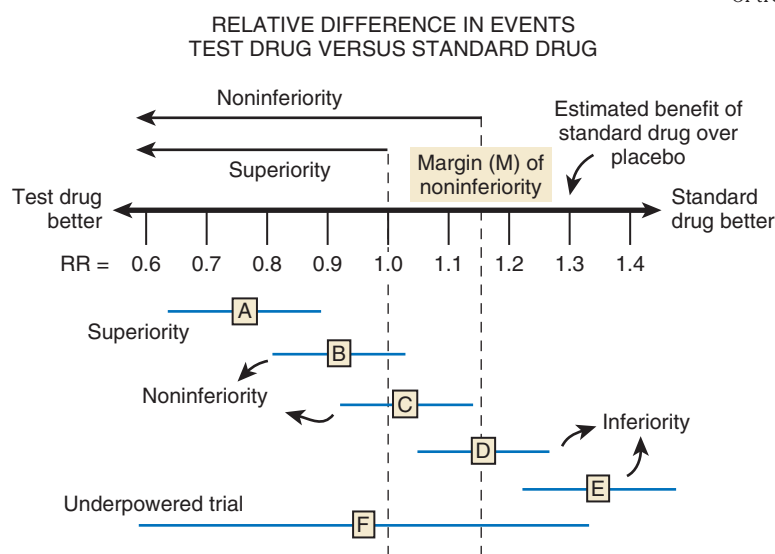 RELATIVE DIFFERENCE IN EVENTS
TEST DRUG VERSUS STANDARD DRUG
Noninferiority
Superiority
Estimated benefit of
standard drug over
placebo
Margin (M) of
noninferiority
Test drug
better
Standard
drug better
RR = 0.6 0.7 0.8 0.9 1.0 1.1 1.2 1.3 1.4
A
Superiority
B
Noninferiority
C
Inferiority
D
E
Underpowered trial
F